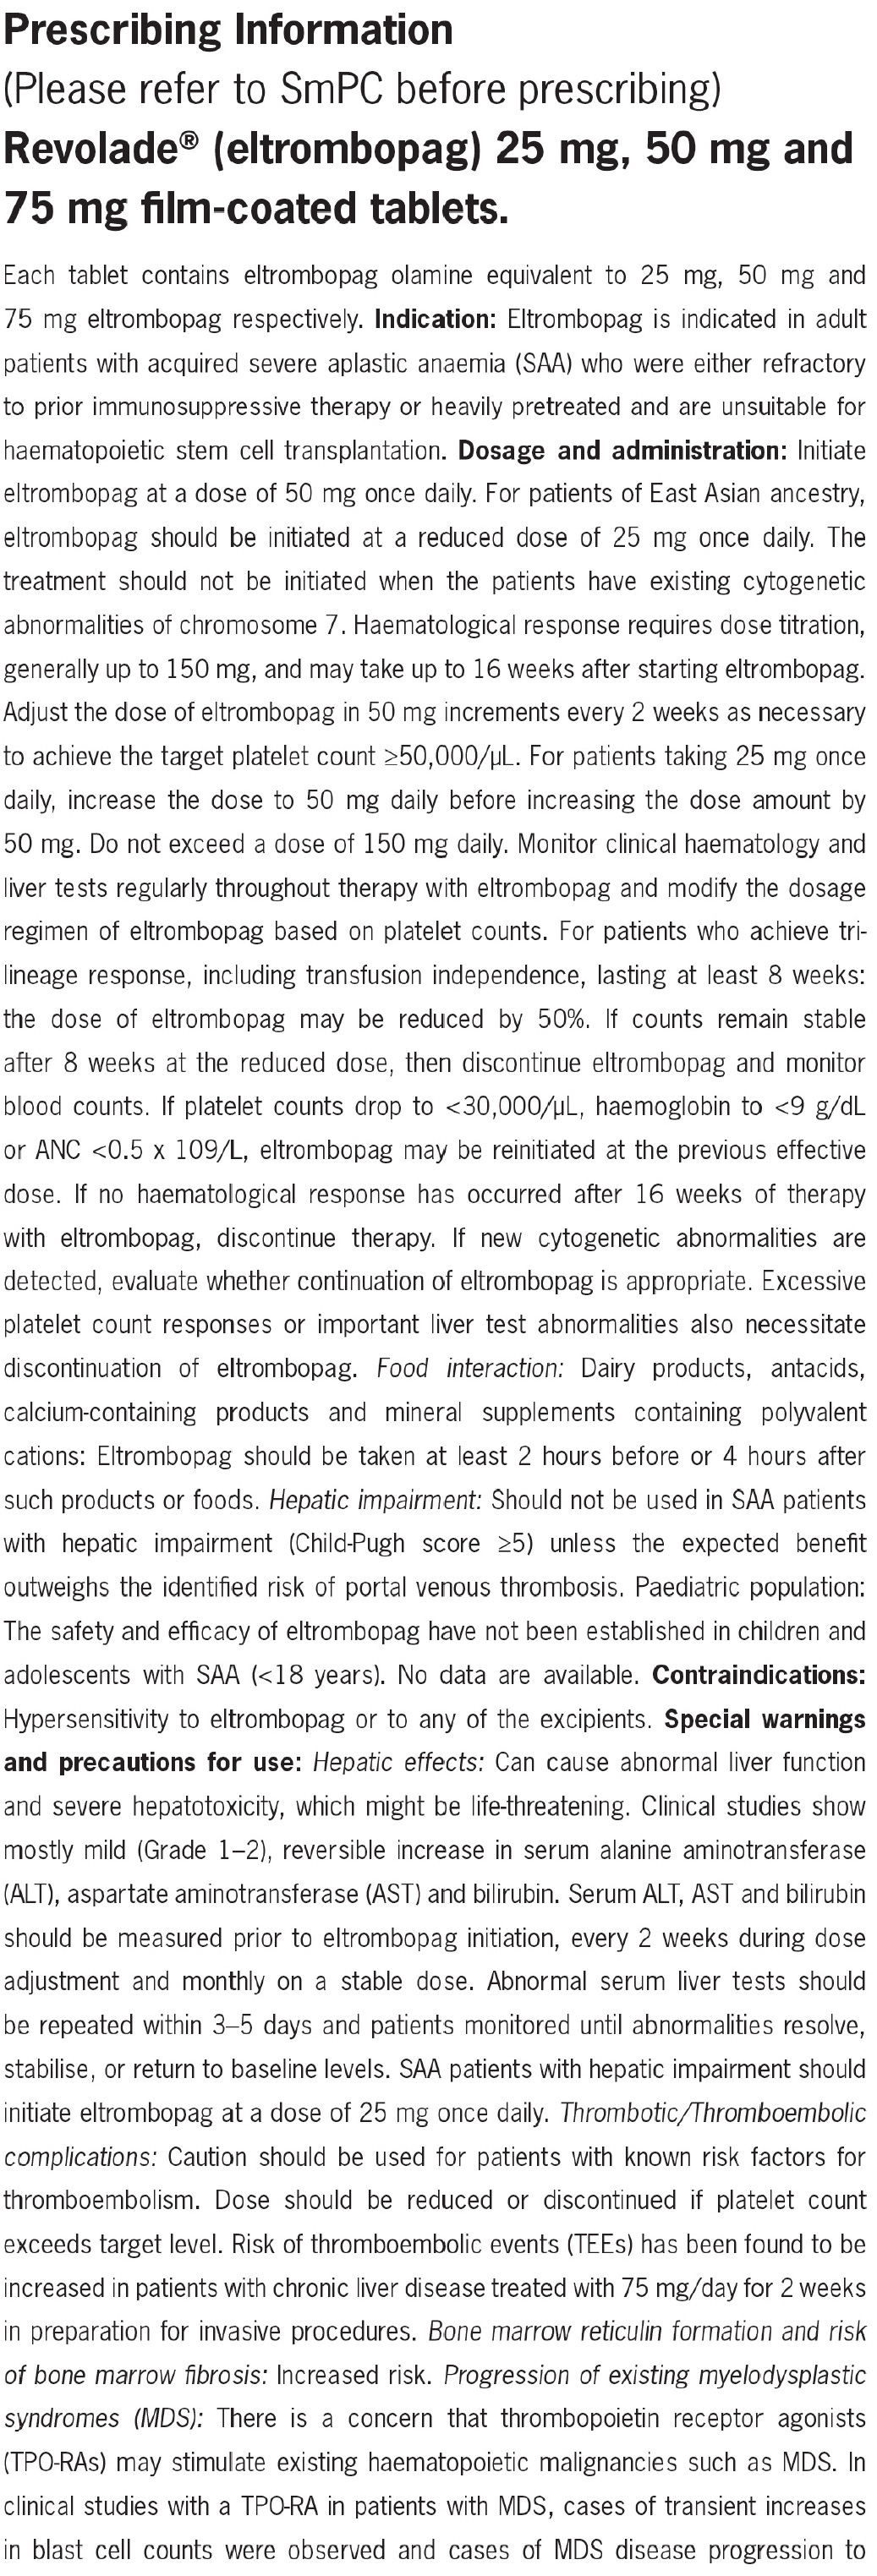 Prescribing Information
(Please refer to SmPC before prescribing)
Revolade® (eltrombopag) 25 mg, 50 mg and
75 mg film-coated tablets.
Each tablet contains eltrombopag olamine equivalent to 25 mg, 50 mg and
75 mg eltrombopag respectively. Indication: Eltrombopag is indicated in adult
patients with acquired severe aplastic anaemia (SAA) who were either refractory
to prior immunosuppressive therapy or heavily pretreated and are unsuitable for
haematopoietic stem cell transplantation. Dosage and administration: Initiate
eltrombopag at a dose of 50 mg once daily. For patients of East Asian ancestry,
eltrombopag should be initiated at a reduced dose of 25 mg once daily. The
treatment should not be initiated when the patients have existing cytogenetic
abnormalities of chromosome 7. Haematological response requires dose titration,
generally up to 150 mg, and may take up to 16 weeks after starting eltrombopag.
Adjust the dose of eltrombopag in 50 mg increments every 2 weeks as necessary
to achieve the target platelet count ≥50,000/μL. For patients taking 25 mg once
daily, increase the dose to 50 mg daily before increasing the dose amount by
50 mg. Do not exceed a dose of 150 mg daily. Monitor clinical haematology and
liver tests regularly throughout therapy with eltrombopag and modify the dosage
regimen of eltrombopag based on platelet counts. For patients who achieve tri-
lineage response, including transfusion independence, lasting at least 8 weeks:
the dose of eltrombopag may be reduced by 50%. If counts remain stable
after 8 weeks at the reduced dose, then discontinue eltrombopag and monitor
blood counts. If platelet counts drop to <30,000/μL, haemoglobin to <9 g/dL
or ANC <0.5 x 109/L, eltrombopag may be reinitiated at the previous effective
dose. If no haematological response has occurred after 16 weeks of therapy
with eltrombopag, discontinue therapy. If new cytogenetic abnormalities are
detected, evaluate whether continuation of eltrombopag is appropriate. Excessive
platelet count responses or important liver test abnormalities also necessitate
discontinuation of eltrombopag. Food interaction: Dairy products, antacids,
calcium-containing products and mineral supplements containing polyvalent
cations: Eltrombopag should be taken at least 2 hours before or 4 hours after
such products or foods. Hepatic impairment: Should not be used in SAA patients
with hepatic impairment (Child-Pugh score ≥5) unless the expected benefit
outweighs the identified risk of portal venous thrombosis. Paediatric population:
The safety and efficacy of eltrombopag have not been established in children and
adolescents with SAA (<18 years). No data are available. Contraindications:
Hypersensitivity to eltrombopag or to any of the excipients. Special warnings
and precautions for use: Hepatic effects: Can cause abnormal liver function
and severe hepatotoxicity, which might be life-threatening. Clinical studies show
mostly mild (Grade 1–2), reversible increase in serum alanine aminotransferase
(ALT), aspartate aminotransferase (AST) and bilirubin. Serum ALT, AST and bilirubin
should be measured prior to eltrombopag initiation, every 2 weeks during dose
adjustment and monthly on a stable dose. Abnormal serum liver tests should
be repeated within 3–5 days and patients monitored until abnormalities resolve,
stabilise, or return to baseline levels. SAA patients with hepatic impairment should
initiate eltrombopag at a dose of 25 mg once daily. Thrombotic/Thromboembolic
complications: Caution should be used for patients with known risk factors for
thromboembolism. Dose should be reduced or discontinued if platelet count
exceeds target level. Risk of thromboembolic events (TEEs) has been found to be
increased in patients with chronic liver disease treated with 75 mg/day for 2 weeks
in preparation for invasive procedures. Bone marrow reticulin formation and risk
of bone marrow fibrosis: Increased risk. Progression of existing myelodysplastic
syndromes (MDS): There is a concern that thrombopoietin receptor agonists
(TPO-RAs) may stimulate existing haematopoietic malignancies such as MDS. In
clinical studies with a TPO-RA in patients with MDS, cases of transient increases
in blast cell counts were observed and cases of MDS disease progression to